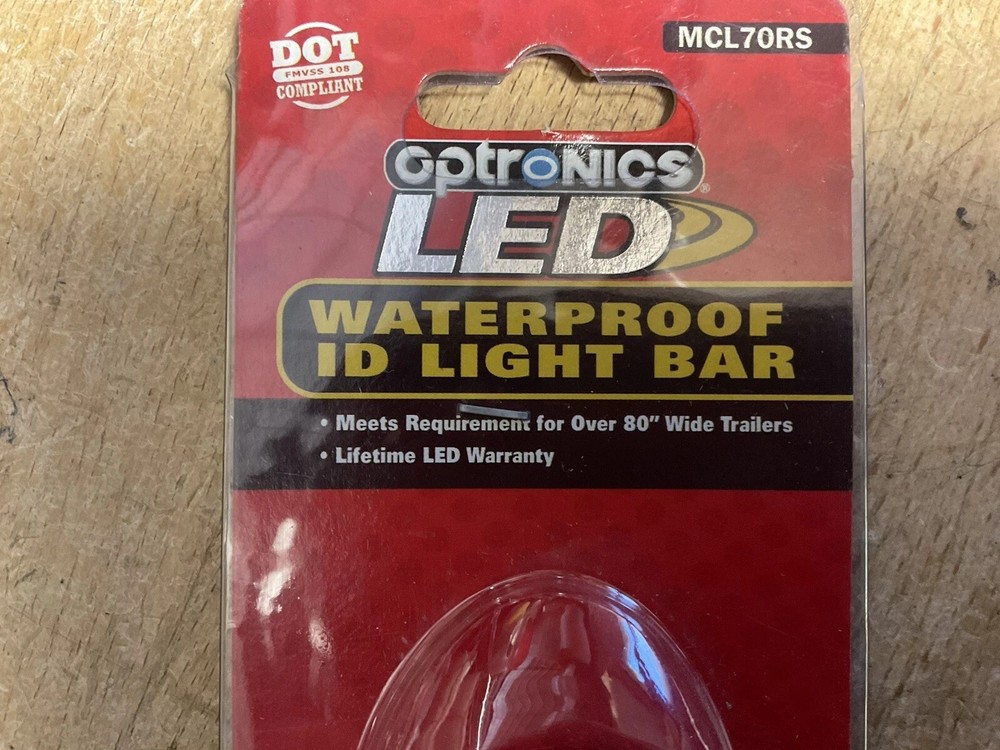 DOT
FMVSS 108
COMPLIANT
MCL70RS
optronics®
LED
WATERPROOF
ID LIGHT BAR
• Meets Requirement for Over 80” Wide Trailers
• Lifetime LED Warranty